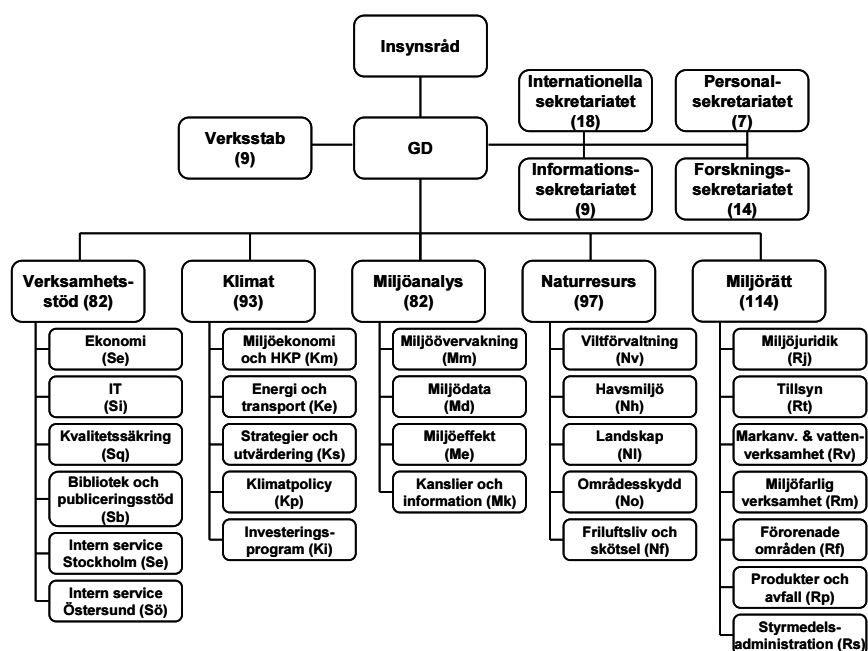 Insynsråd
Internationella
sekretariatet
(18)
Personal-
sekretariatet
(7)
Verksstab
(9)
GD
Informations-
sekretariatet
(9)
Forsknings-
sekretariatet
(14)
Verksamhets-
stöd (82)
Ekonomi
(Se)
IT
(Si)
Kvalitetssäkring
(Sq)
Bibliotek och
publiceringsstöd
(Sb)
Intern service
Stockholm (Se)
Intern service
Östersund (Sö)
Klimat
(93)
Miljöekonomi
och HKP (Km)
Energi och
transport (Ke)
Strategier och
utvärdering (Ks)
Klimatpolicy
(Kp)
Investerings-
program (Ki)
Miljöanalys
(82)
Miljöövervakning
(Mm)
Miljödata
(Md)
Miljöeffekt
(Me)
Kanslier och
information (Mk)
Naturresurs
(97)
Viltförvaltning
(Nv)
Havsmiljö
(Nh)
Landskap
(Nl)
Områdesskydd
(No)
Friluftsliv och
skötsel (Nf)
Miljörätt
(114)
Miljöjuridik
(Rj)
Tillsyn
(Rt)
Markanv. & vatten-
verksamhet (Rv)
Miljöfarlig
verksamhet (Rm)
Förorenade
områden (Rf)
Produkter och
avfall (Rp)
Styrmedels-
administration (Rs)